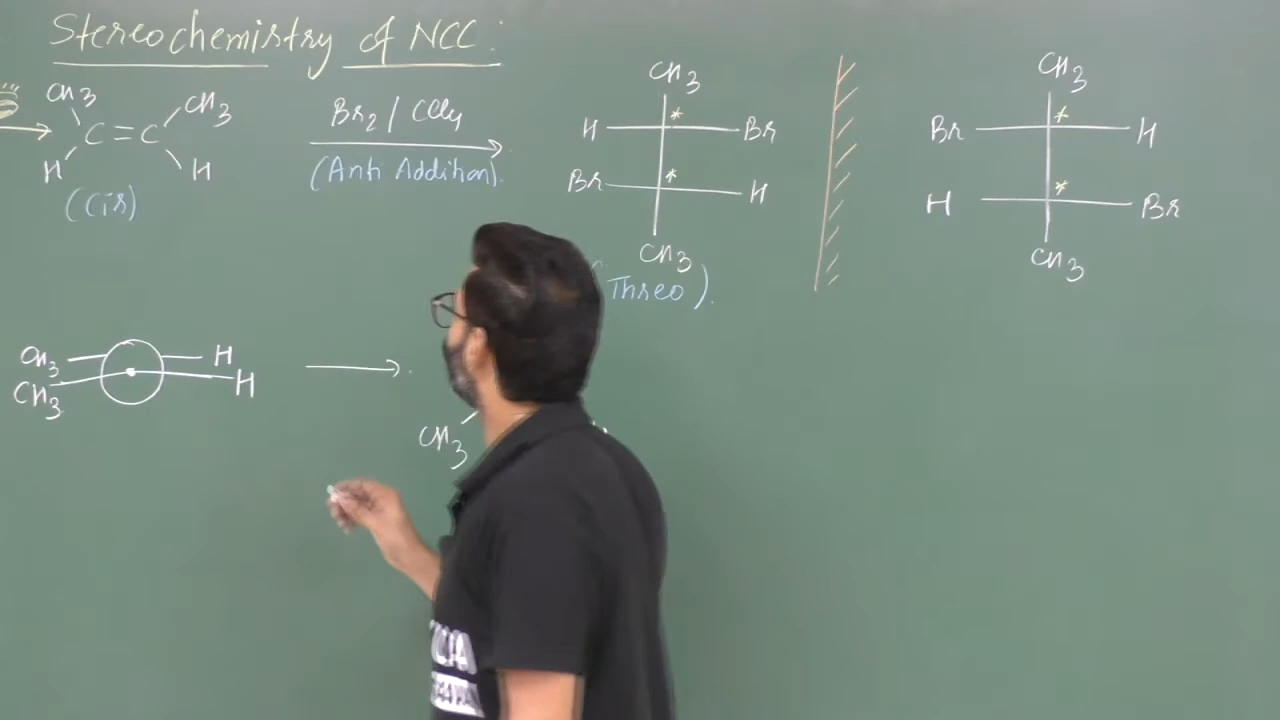 Stereochemistry of NCC:
CH3 CH3
C=C
H H
(Cis)
Br2 / CCl4
(Anti Addition).
CH3
H * Br
Br * H
CH3
Threo).
CH3
Br * H
H * Br
CH3
CH3 H
CH3 H
CH3